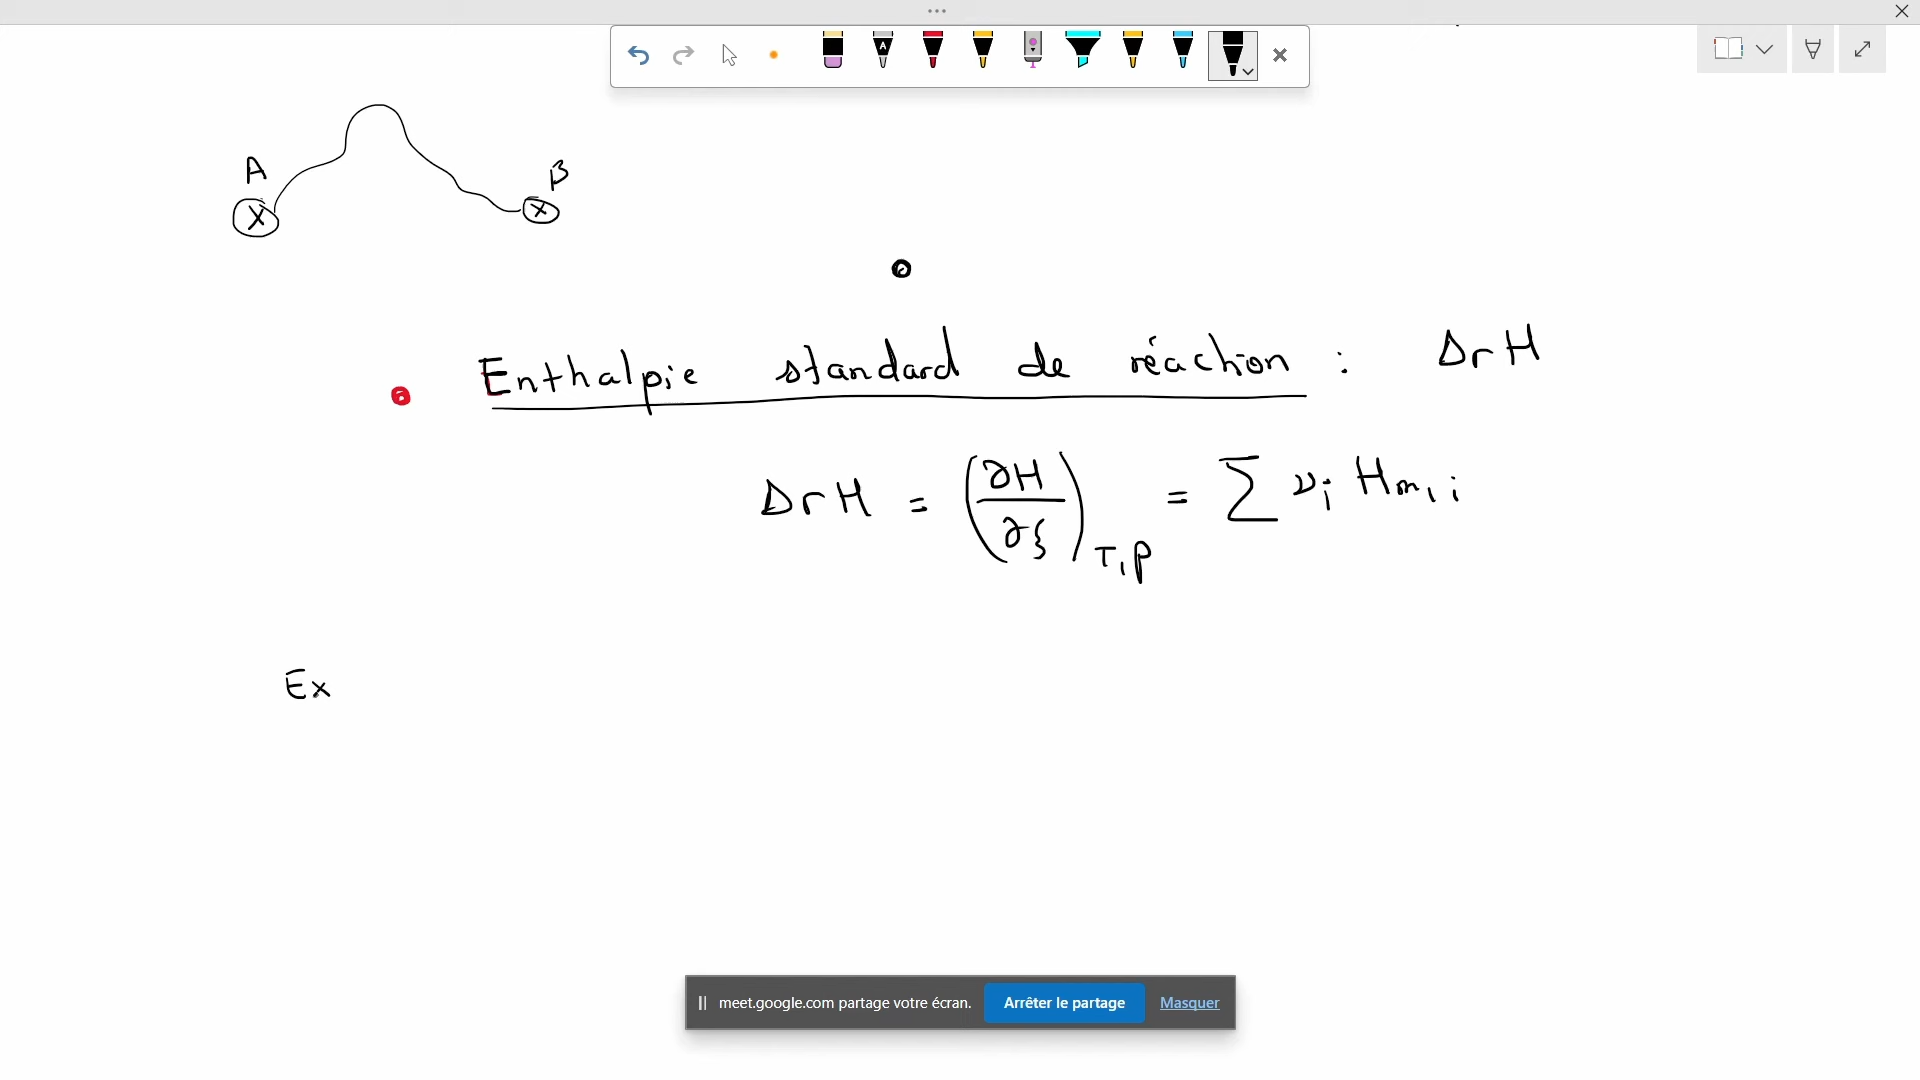 A
B
Enthalpie standard de réaction : ΔrH
ΔrH = (∂H/∂ξ)T,P = ∑ νi Hm,i
Ex
meet.google.com partage votre écran. Arrêter le partage Masquer